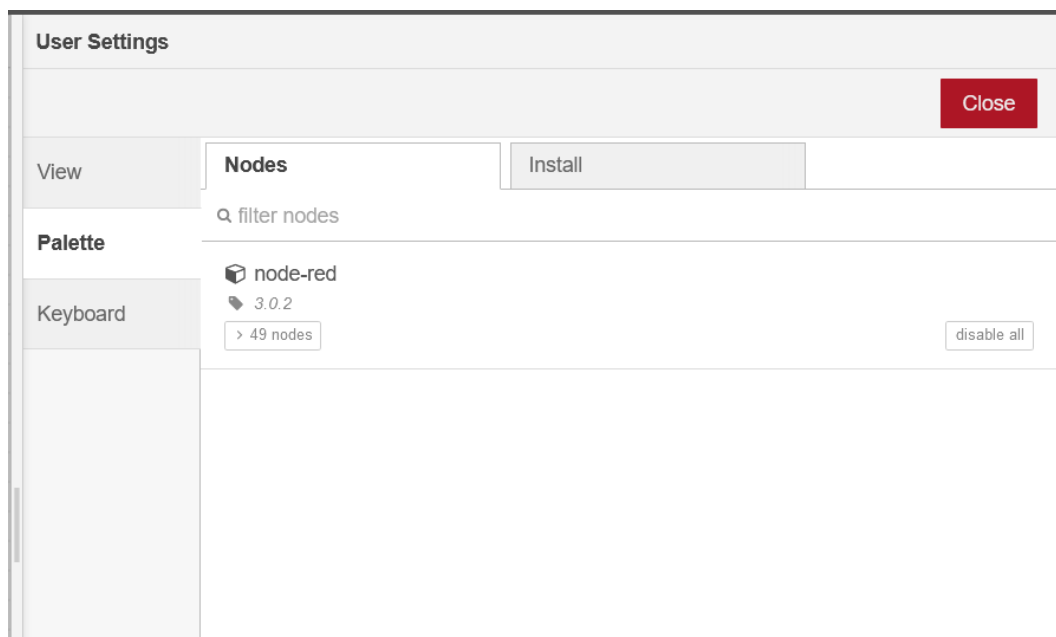 User Settings
Close
View
Palette
Keyboard
Nodes
Install
filter nodes
node-red
3.0.2
> 49 nodes
disable all